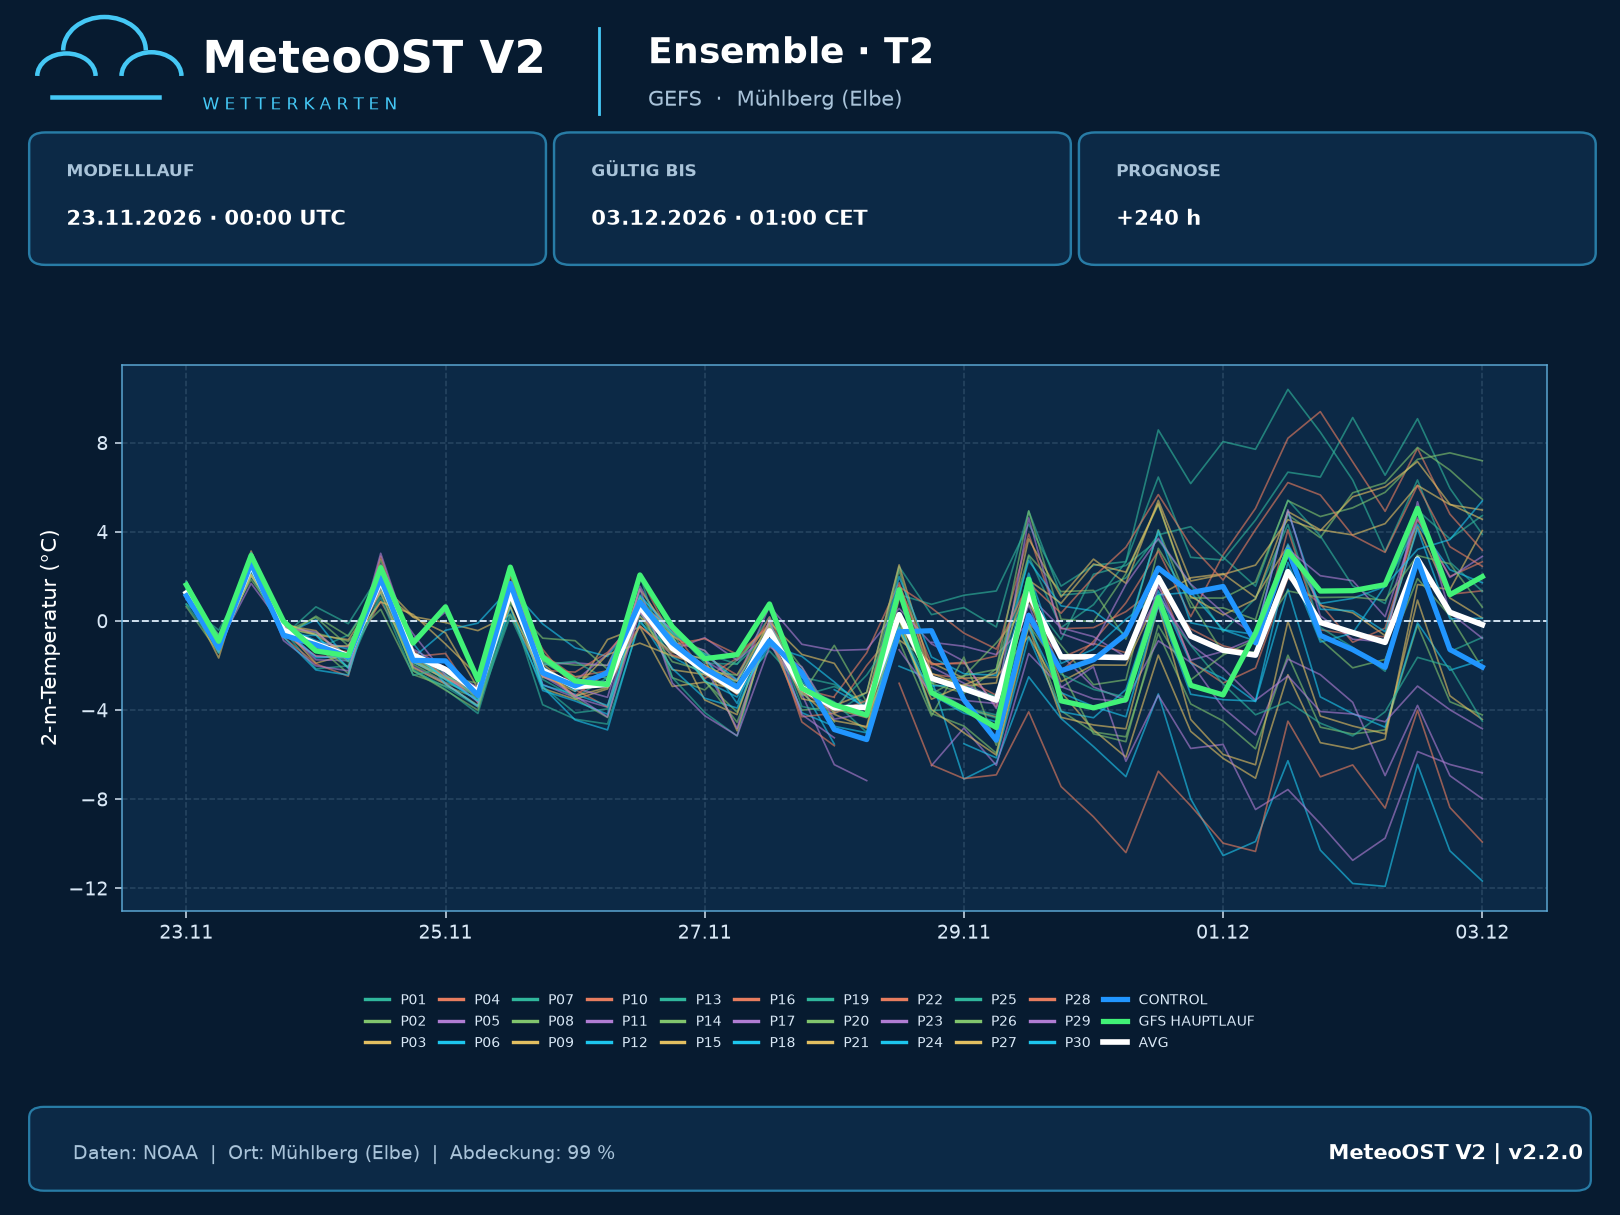 MeteoOST V2
WETTERKARTEN
Ensemble · T2
GEFS · Mühlberg (Elbe)
MODELLLAUF
23.11.2026 · 00:00 UTC
GÜLTIG BIS
03.12.2026 · 01:00 CET
PROGNOSE
+240 h
2-m-Temperatur (°C)
8
4
0
−4
−8
−12
23.11 25.11 27.11 29.11 01.12 03.12
P01 P04 P07 P10 P13 P16 P19 P22 P25 P28 CONTROL
P02 P05 P08 P11 P14 P17 P20 P23 P26 P29 GFS HAUPTLAUF
P03 P06 P09 P12 P15 P18 P21 P24 P27 P30 AVG
Daten: NOAA | Ort: Mühlberg (Elbe) | Abdeckung: 99 %
MeteoOST V2 | v2.2.0